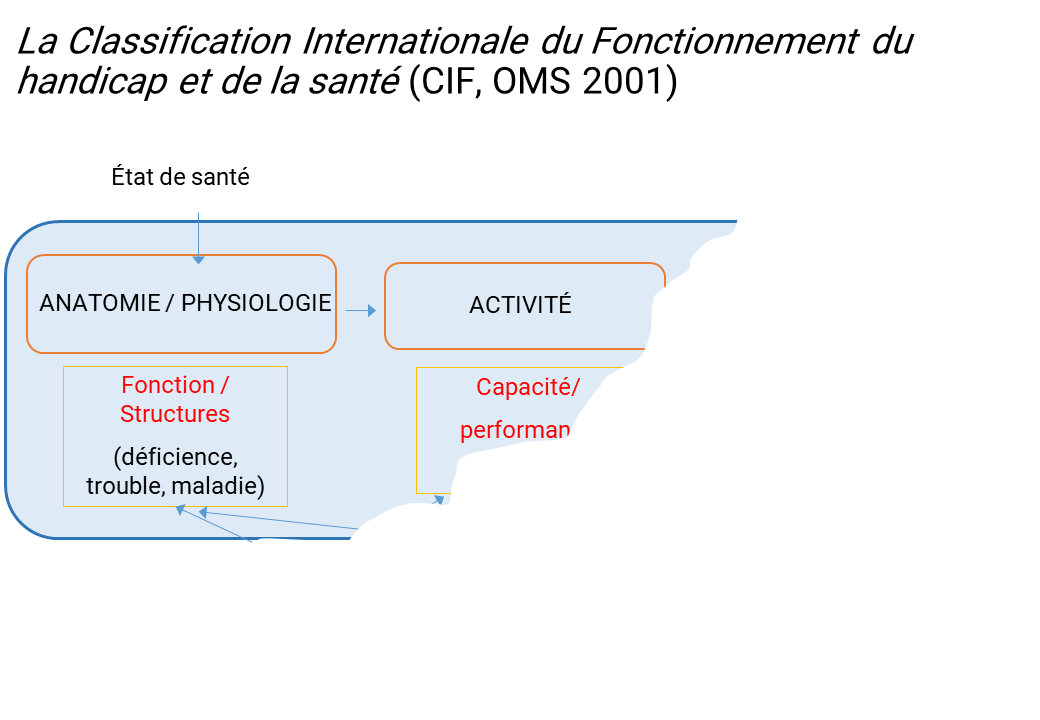 La Classification Internationale du Fonctionnement du
handicap et de la santé (CIF, OMS 2001)
État de santé
ANATOMIE / PHYSIOLOGIE
ACTIVITÉ
Fonction /
Structures
(déficience,
trouble, maladie)
Capacité/
performan